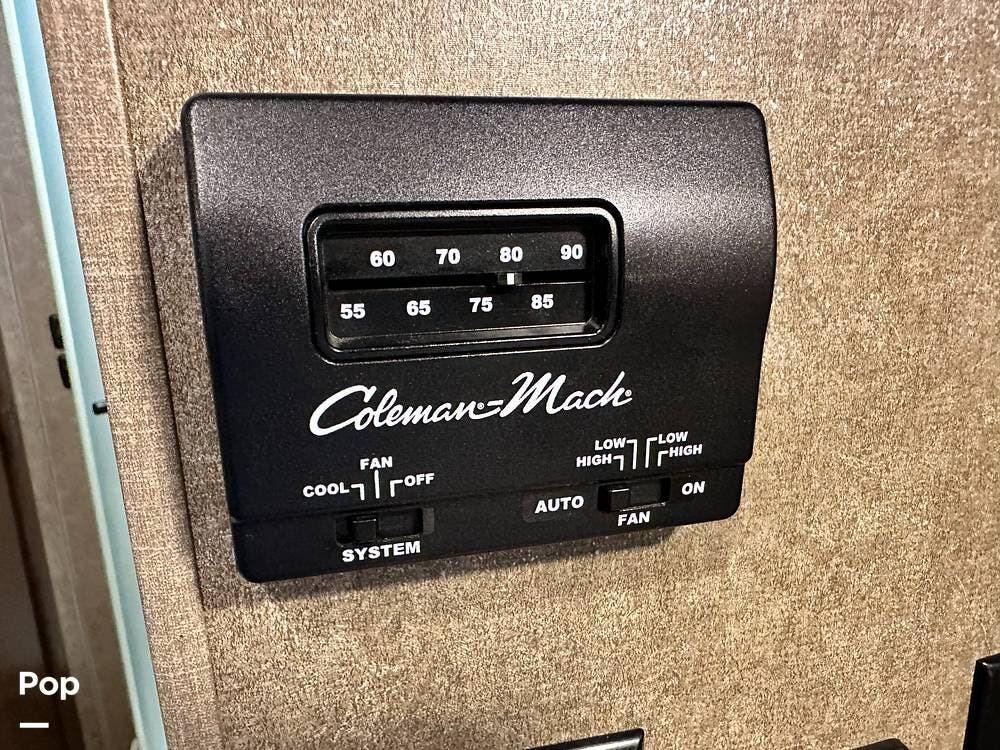 60 70 80 90
55 65 75 85
Coleman®-Mach®
FAN
COOL OFF
SYSTEM
LOW LOW
HIGH HIGH
AUTO ON
FAN
Pop